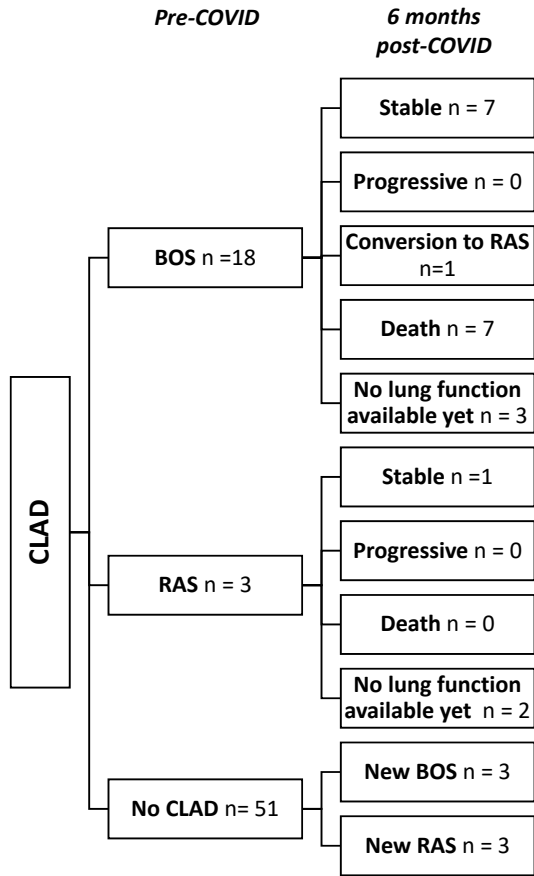 Pre-COVID
6 months
post-COVID
CLAD
BOS n =18
Stable n = 7
Progressive n = 0
Conversion to RAS
n=1
Death n = 7
No lung function
available yet n = 3
RAS n = 3
Stable n =1
Progressive n = 0
Death n = 0
No lung function
available yet n = 2
No CLAD n= 51
New BOS n = 3
New RAS n = 3